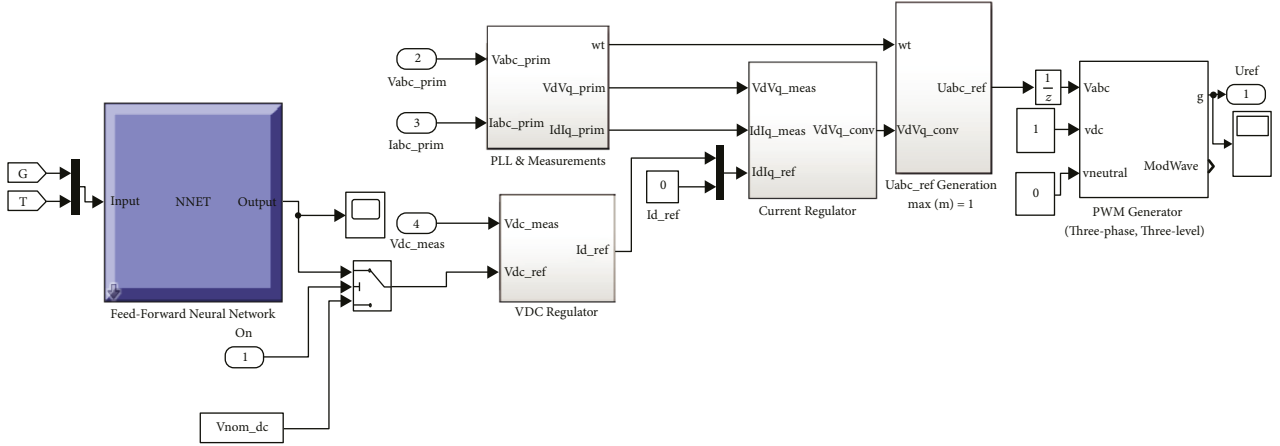 G
T
Input
NNET
Output
Feed-Forward Neural Network
On
1
Vnom_dc
2
Vabc_prim
3
Iabc_prim
Vabc_prim
Iabc_prim
wt
VdVq_prim
IdIq_prim
PLL & Measurements
4
Vdc_meas
Vdc_meas
Vdc_ref
Id_ref
VDC Regulator
0
Id_ref
VdVq_meas
IdIq_meas
IdIq_ref
VdVq_conv
Current Regulator
wt
VdVq_conv
Uabc_ref
Uabc_ref Generation
max (m) = 1
1
z
1
0
Vabc
vdc
vneutral
g
ModWave
PWM Generator
(Three-phase, Three-level)
Uref
1